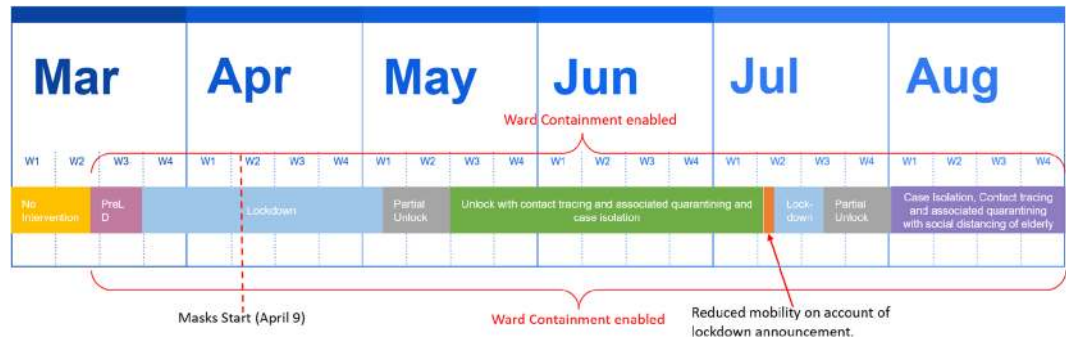 Mar Apr May Jun Jul Aug
Ward Containment enabled
W1 W2 W3 W4 W1 W2 W3 W4 W1 W2 W3 W4 W1 W2 W3 W4 W1 W2 W3 W4 W1 W2 W3 W4
No
Intervention
PreL
D
Lockdown
Partial
Unlock
Unlock with contact tracing and associated quarantining and
case isolation
Lock-
down
Partial
Unlock
Case Isolation, Contact tracing
and associated quarantining
with social distancing of elderly
Masks Start (April 9)
Ward Containment enabled
Reduced mobility on account of
lockdown announcement.